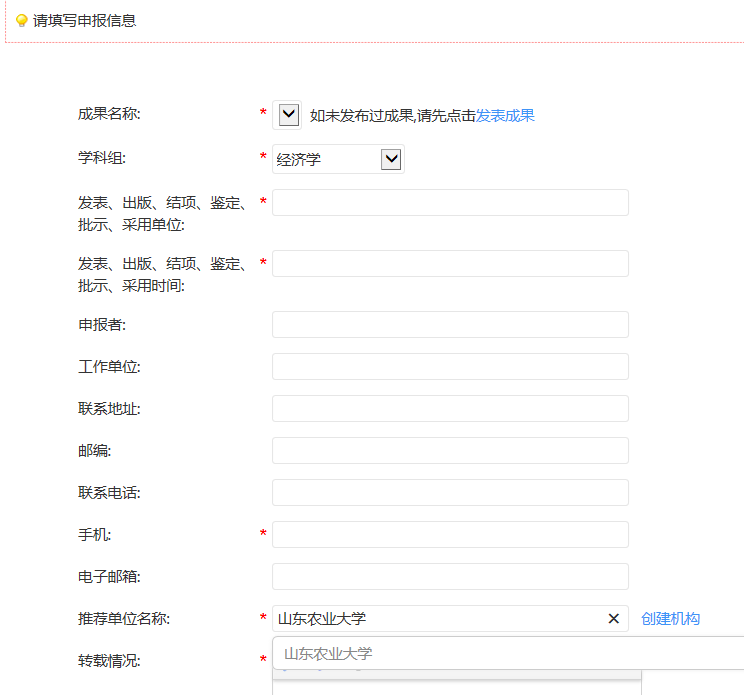 请填写申报信息
成果名称: * 如未发布过成果,请先点击发表成果
学科组: * 经济学
发表、出版、结项、鉴定、 *
批示、采用单位:
发表、出版、结项、鉴定、 *
批示、采用时间:
申报者:
工作单位:
联系地址:
邮编:
联系电话:
手机: *
电子邮箱:
推荐单位名称: * 山东农业大学 创建机构
山东农业大学
转载情况: *